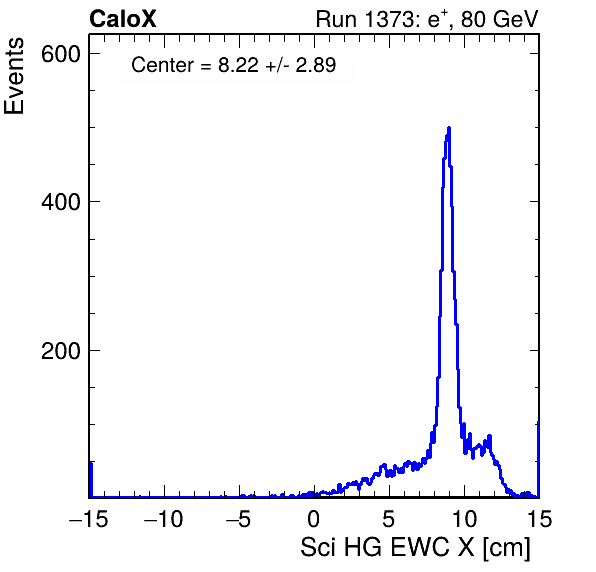 CaloX Run 1373: e⁺, 80 GeV
Center = 8.22 +/- 2.89
Events
600
400
200
−15 −10 −5 0 5 10 15
Sci HG EWC X [cm]